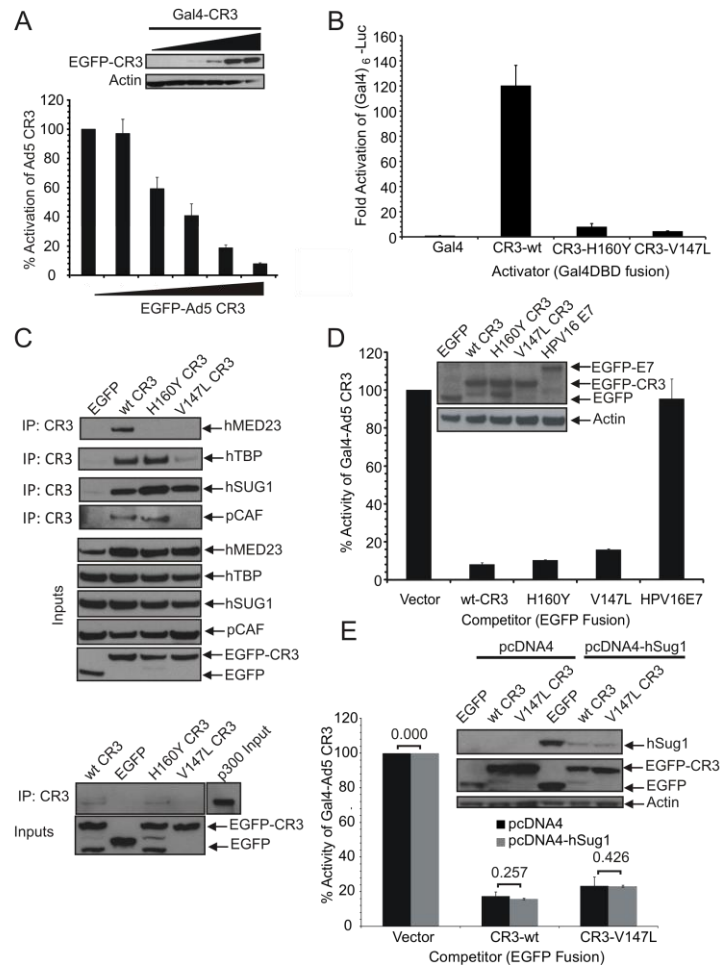 A
Gal4-CR3
EGFP-CR3
Actin
% Activation of Ad5 CR3
120
100
80
60
40
20
0
EGFP-Ad5 CR3
B
Fold Activation of (Gal4)6 -Luc
160
140
120
100
80
60
40
20
0
Gal4 CR3-wt CR3-H160Y CR3-V147L
Activator (Gal4DBD fusion)
C
EGFP wt CR3 H160Y CR3 V147L CR3
IP: CR3 hMED23
IP: CR3 hTBP
IP: CR3 hSUG1
IP: CR3 pCAF
Inputs
hMED23
hTBP
hSUG1
pCAF
EGFP-CR3
EGFP
wt CR3 EGFP H160Y CR3 V147L CR3 p300 Input
IP: CR3
Inputs
EGFP-CR3
EGFP
D
EGFP wt CR3 H160Y CR3 V147L CR3 HPV16 E7
EGFP-E7
EGFP-CR3
EGFP
Actin
% Activity of Gal4-Ad5 CR3
120
100
80
60
40
20
0
Vector wt-CR3 H160Y V147L HPV16E7
Competitor (EGFP Fusion)
E
pcDNA4 pcDNA4-hSug1
EGFP wt CR3 V147L CR3 EGFP wt CR3 V147L CR3
hSug1
EGFP-CR3
EGFP
Actin
% Activity of Gal4-Ad5 CR3
120
100
80
60
40
20
0
0.000
pcDNA4
pcDNA4-hSug1
0.257
0.426
Vector CR3-wt CR3-V147L
Competitor (EGFP Fusion)